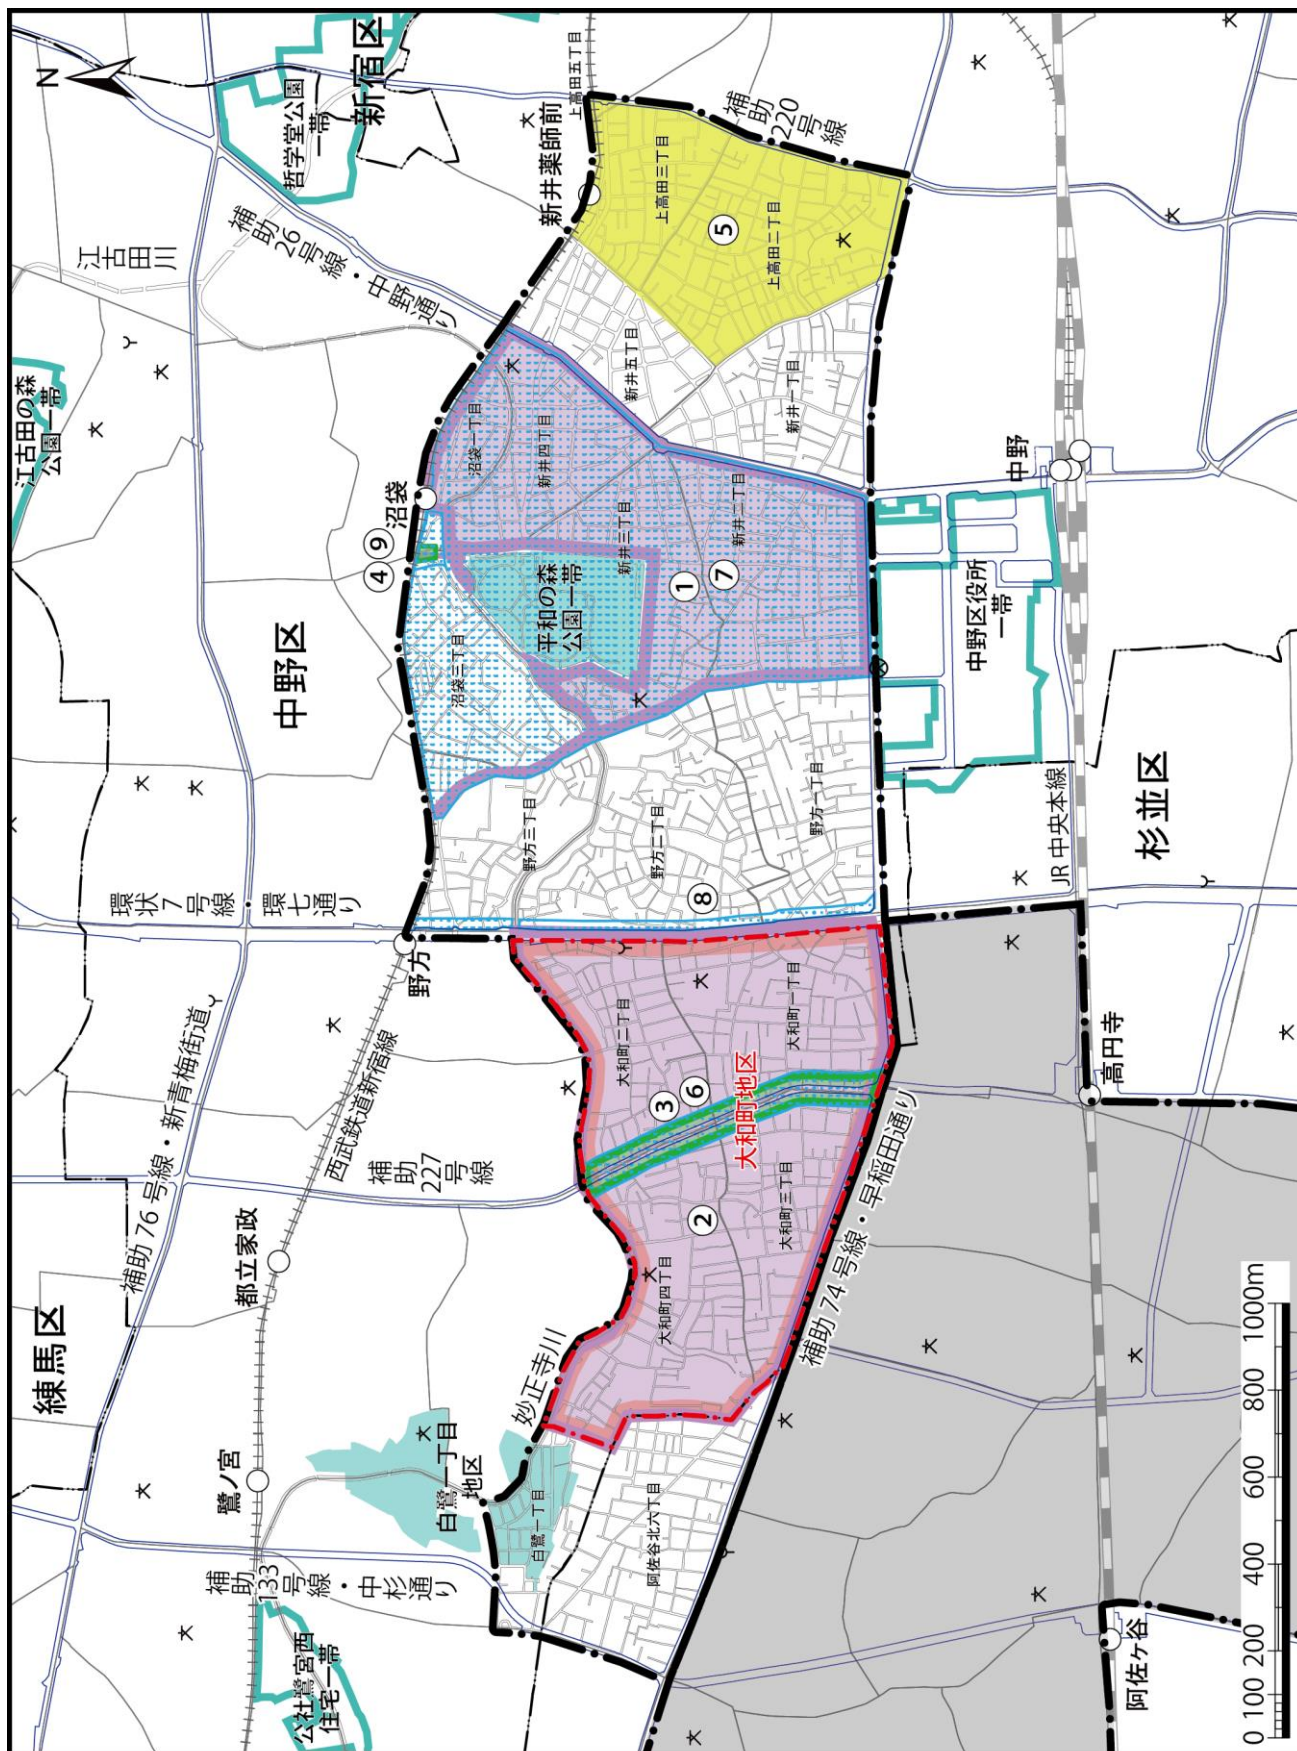 N
新宿区
哲学堂公園
一帯
江古田川
補助26号線・中野通り
新井薬師前
上高田五丁目
補助
220
号線
上高田三丁目
⑤
上高田二丁目
江古田の森
公園一帯
沼袋
④⑨
沼袋一丁目
新井四丁目
新井五丁目
新井一丁目
新井三丁目
新井二丁目
平和の森
公園一帯
①
⑦
沼袋三丁目
中野
中野区役所
一帯
中野区
野方三丁目
野方二丁目
野方一丁目
⑧
環状7号線・環七通り
野方
西武鉄道新宿線
補助76号線・新青梅街道
JR中央本線
杉並区
大和町二丁目
大和町一丁目
③
⑥
大和町地区
補助
227
号線
②
大和町三丁目
大和町四丁目
補助74号線・早稲田通り
高円寺
都立家政
練馬区
妙正寺川
白鷺一丁目
地区
白鷺一丁目
鷺ノ宮
補助133号線・中杉通り
阿佐谷北六丁目
公社鷺宮西
住宅一帯
阿佐ヶ谷
0 100 200 400 600 800 1000m